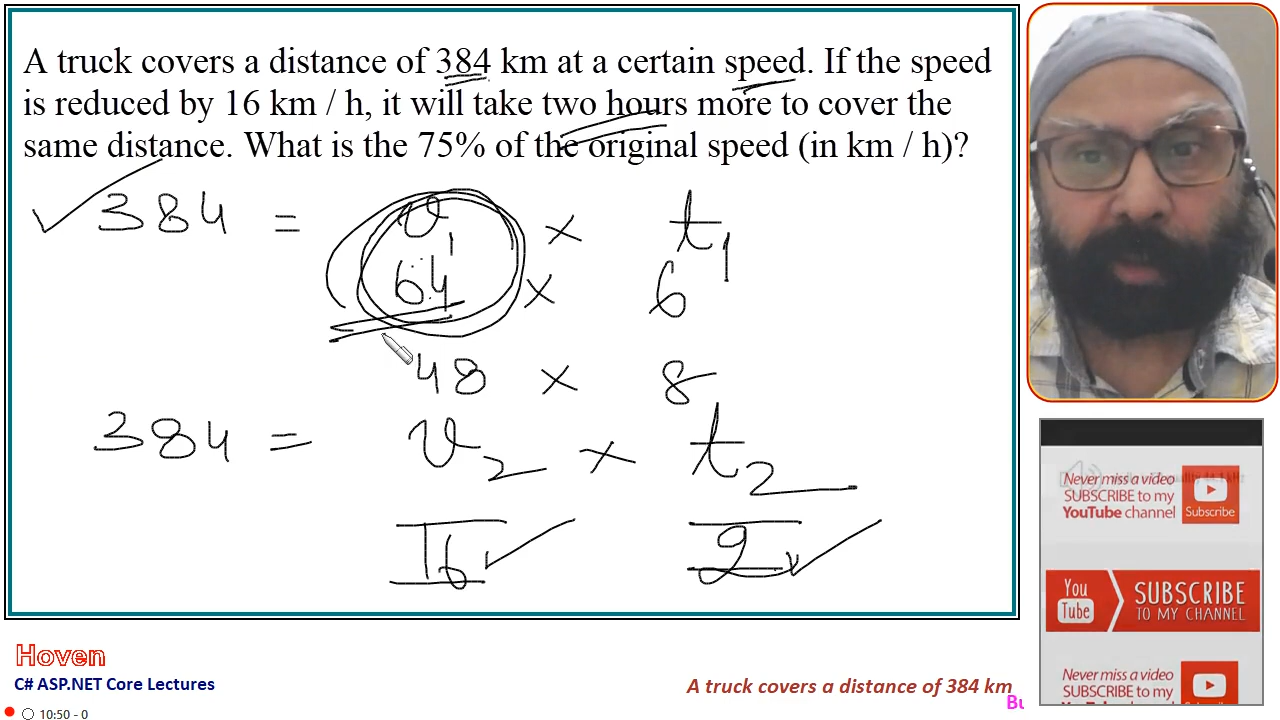 A truck covers a distance of 384 km at a certain speed. If the speed
is reduced by 16 km / h, it will take two hours more to cover the
same distance. What is the 75% of the original speed (in km / h)?
384 = v1 × t1
64 × 6
48 × 8
384 = v2 × t2
16 2
Never miss a video
SUBSCRIBE to my
YouTube channel
Subscribe
You
Tube
SUBSCRIBE
TO MY CHANNEL
Never miss a video
SUBSCRIBE to my
Hoven
C# ASP.NET Core Lectures
A truck covers a distance of 384 km
10:50 - 0